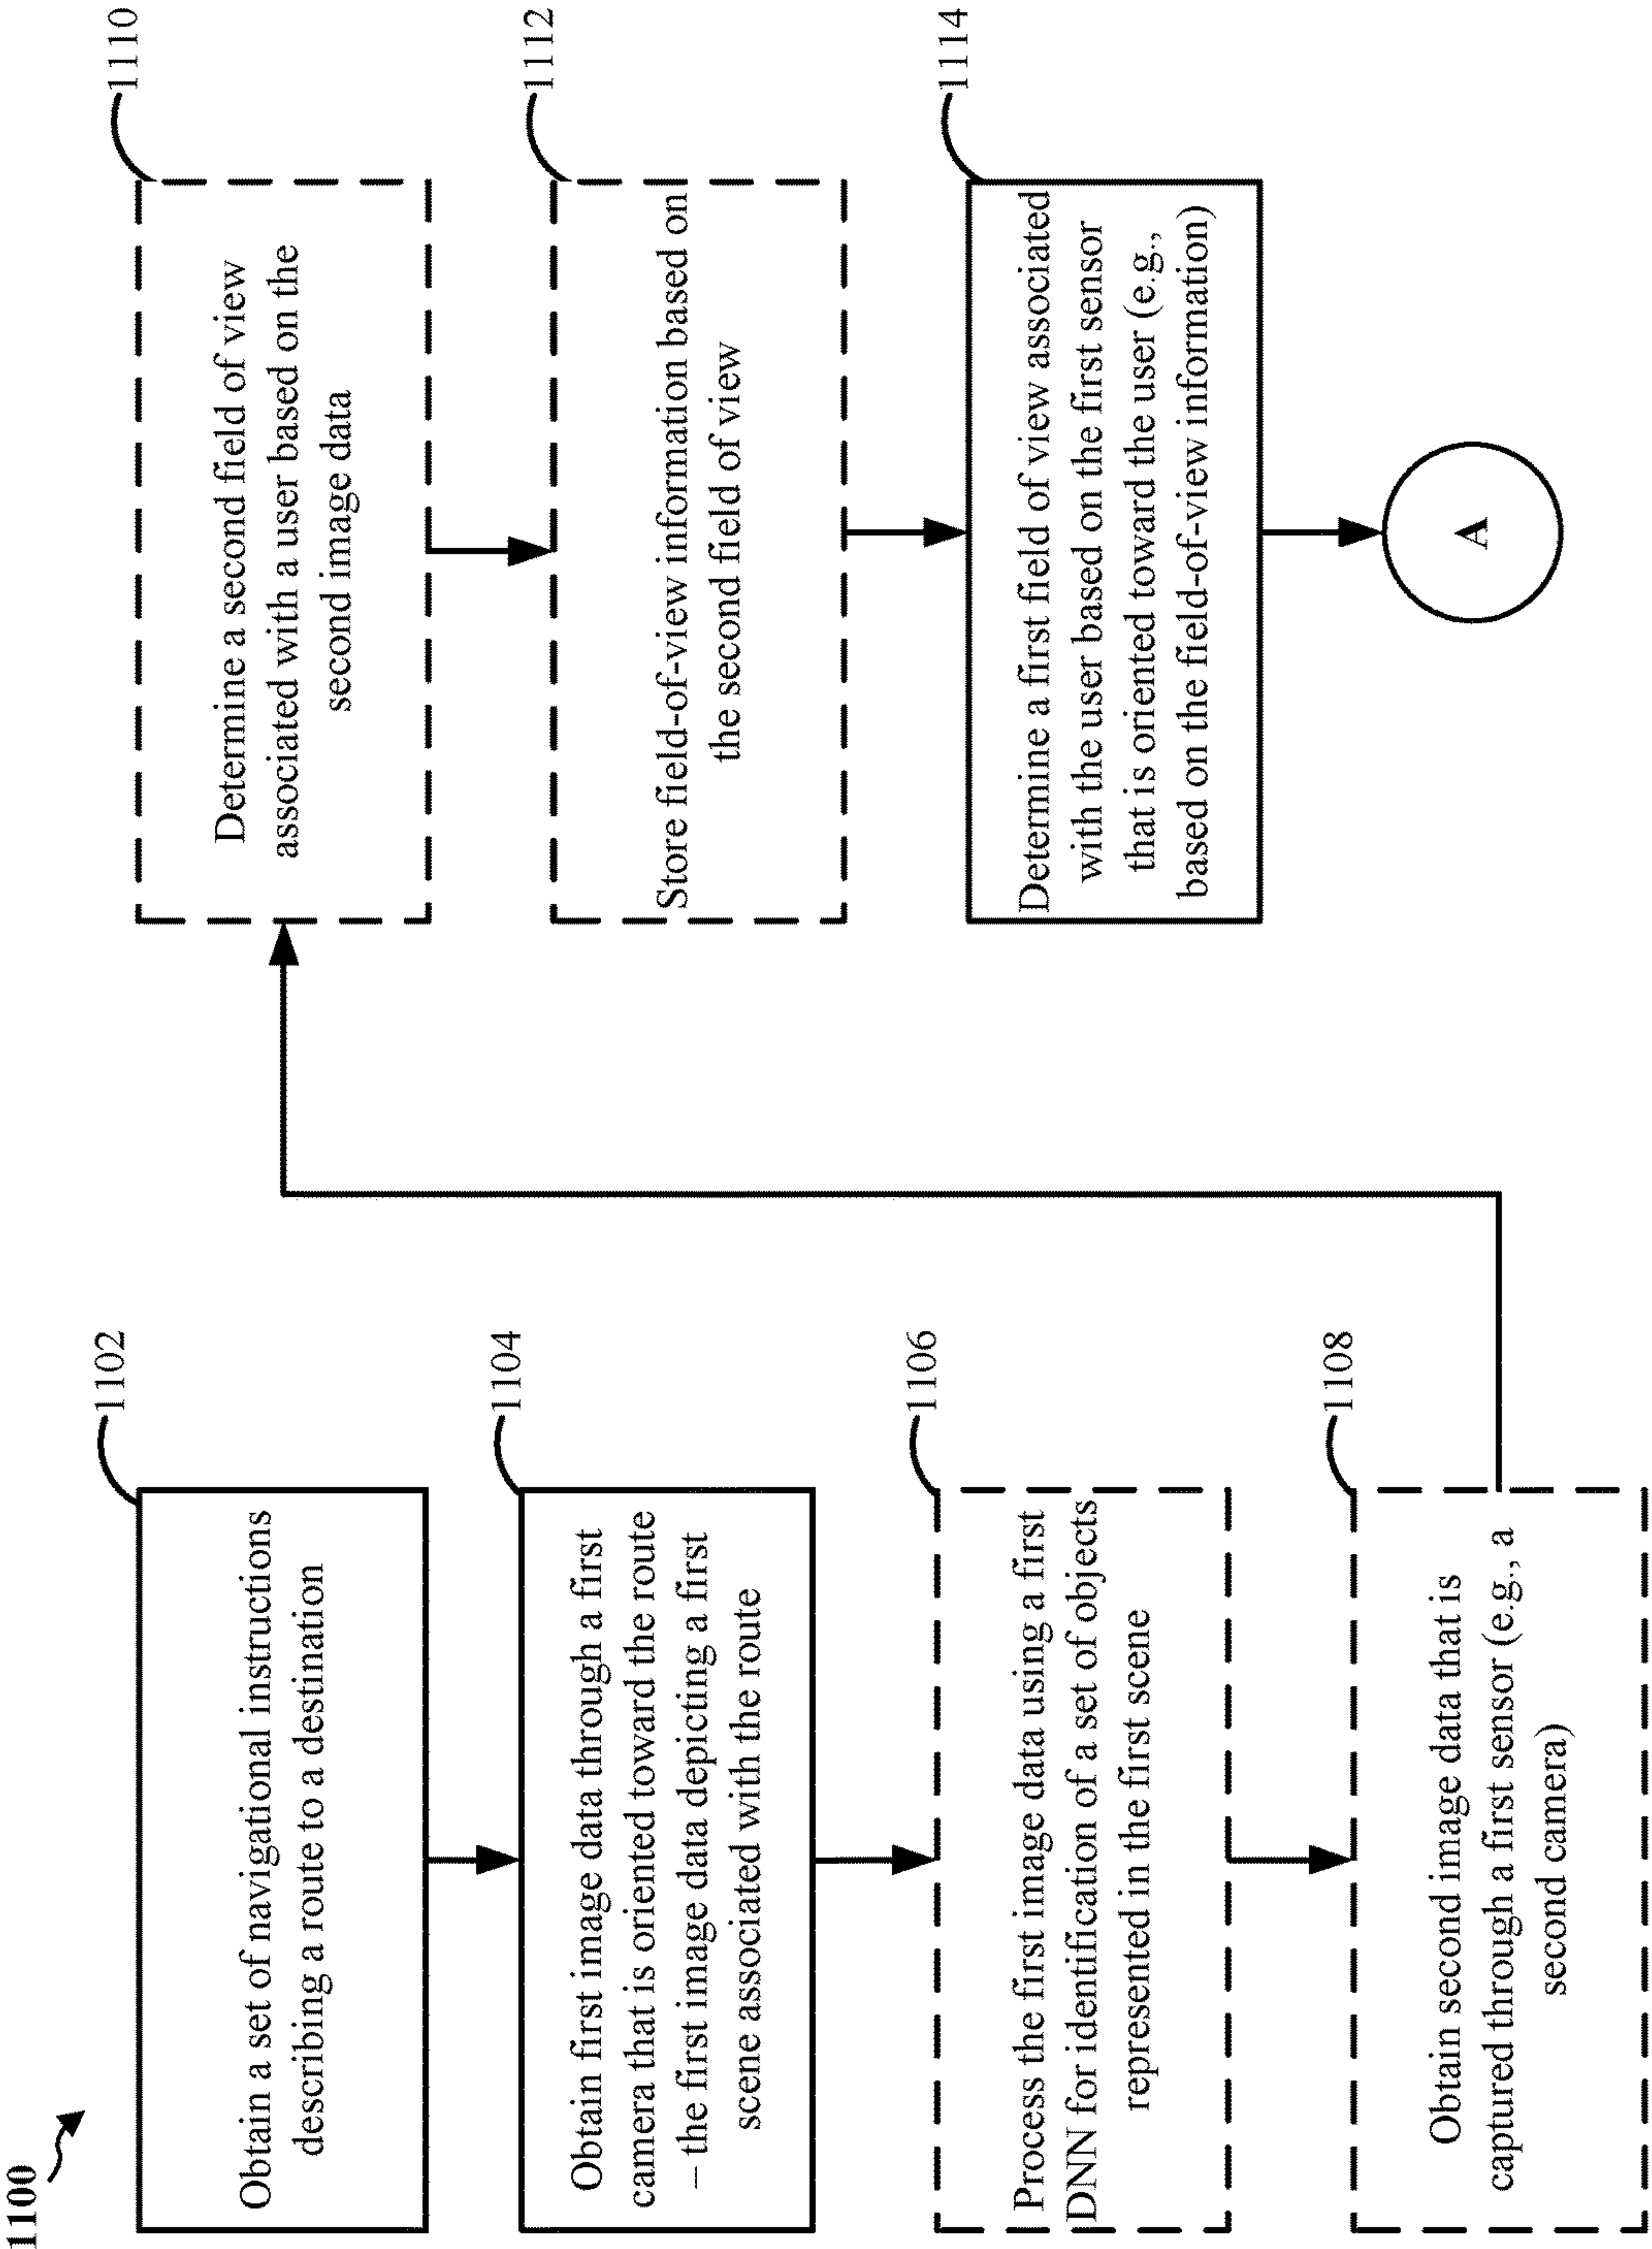 1100
1102
Obtain a set of navigational instructions
describing a route to a destination
1104
Obtain first image data through a first
camera that is oriented toward the route
– the first image data depicting a first
scene associated with the route
1106
Process the first image data using a first
DNN for identification of a set of objects
represented in the first scene
1108
Obtain second image data that is
captured through a first sensor (e.g., a
second camera)
1110
Determine a second field of view
associated with a user based on the
second image data
1112
Store field-of-view information based on
the second field of view
1114
Determine a first field of view associated
with the user based on the first sensor
that is oriented toward the user (e.g.,
based on the field-of-view information)
A